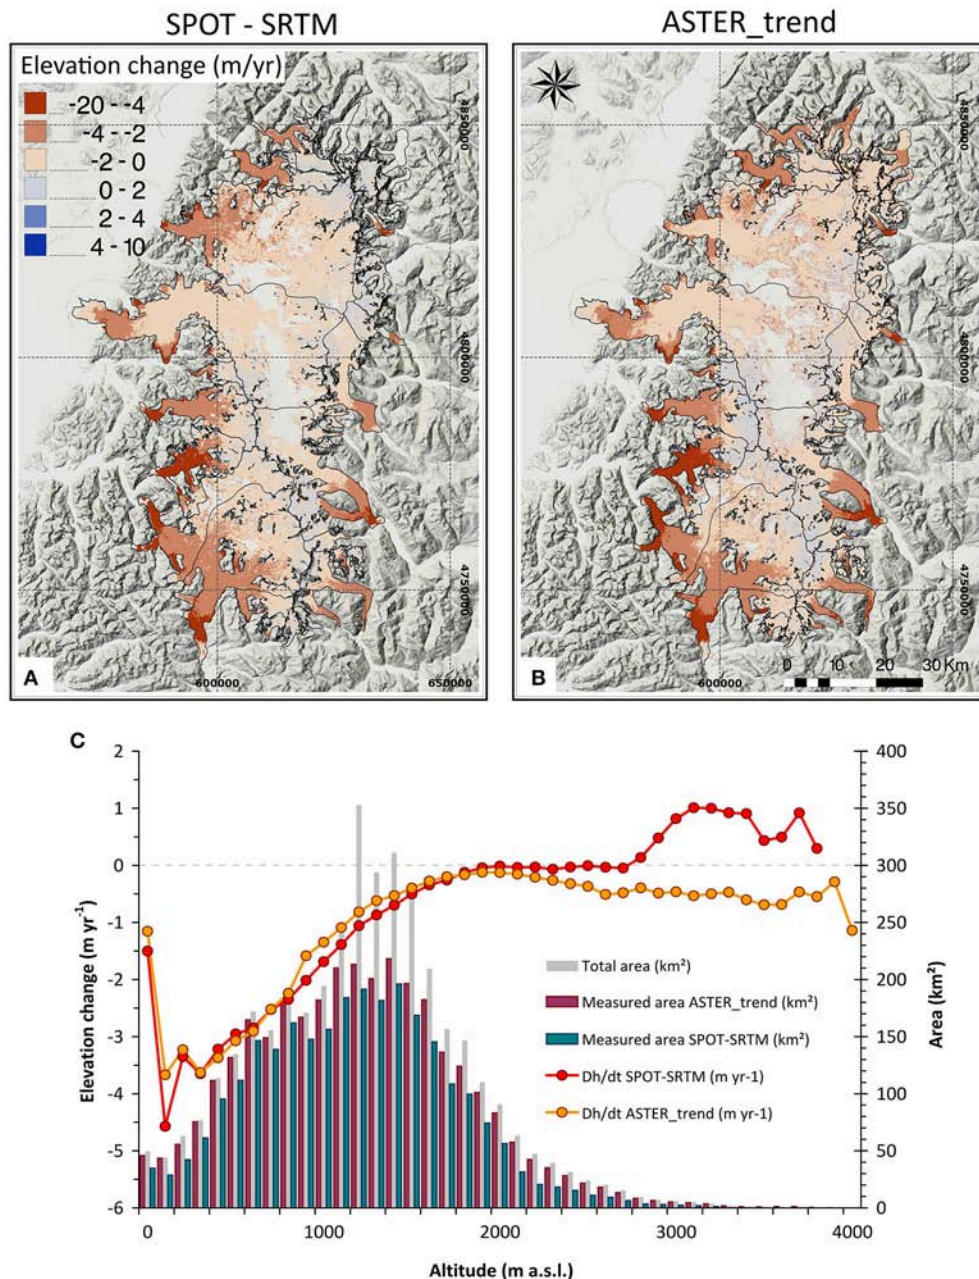 SPOT - SRTM
ASTER_trend
Elevation change (m/yr)
-20 - -4
-4 - -2
-2 - 0
0 - 2
2 - 4
4 - 10
4850000
4800000
4750000
600000
650000
A
4850000
4800000
4750000
600000
0 10 20 30 Km
B
C
2
1
0
-1
-2
-3
-4
-5
-6
Elevation change (m yr⁻¹)
400
350
300
250
200
150
100
50
0
Area (km²)
Total area (km²)
Measured area ASTER_trend (km²)
Measured area SPOT-SRTM (km²)
Dh/dt SPOT-SRTM (m yr-1)
Dh/dt ASTER_trend (m yr-1)
0 1000 2000 3000 4000
Altitude (m a.s.l.)